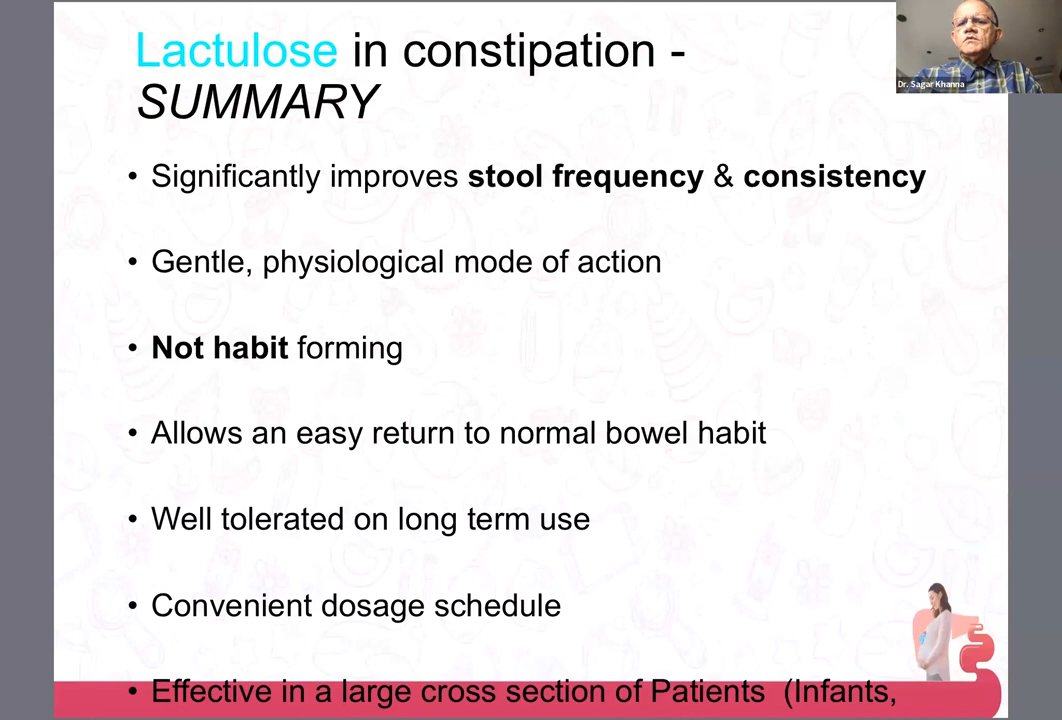 Lactulose in constipation -
SUMMARY
Dr. Sagar Khanna
• Significantly improves stool frequency & consistency
• Gentle, physiological mode of action
• Not habit forming
• Allows an easy return to normal bowel habit
• Well tolerated on long term use
• Convenient dosage schedule
• Effective in a large cross section of Patients (Infants,